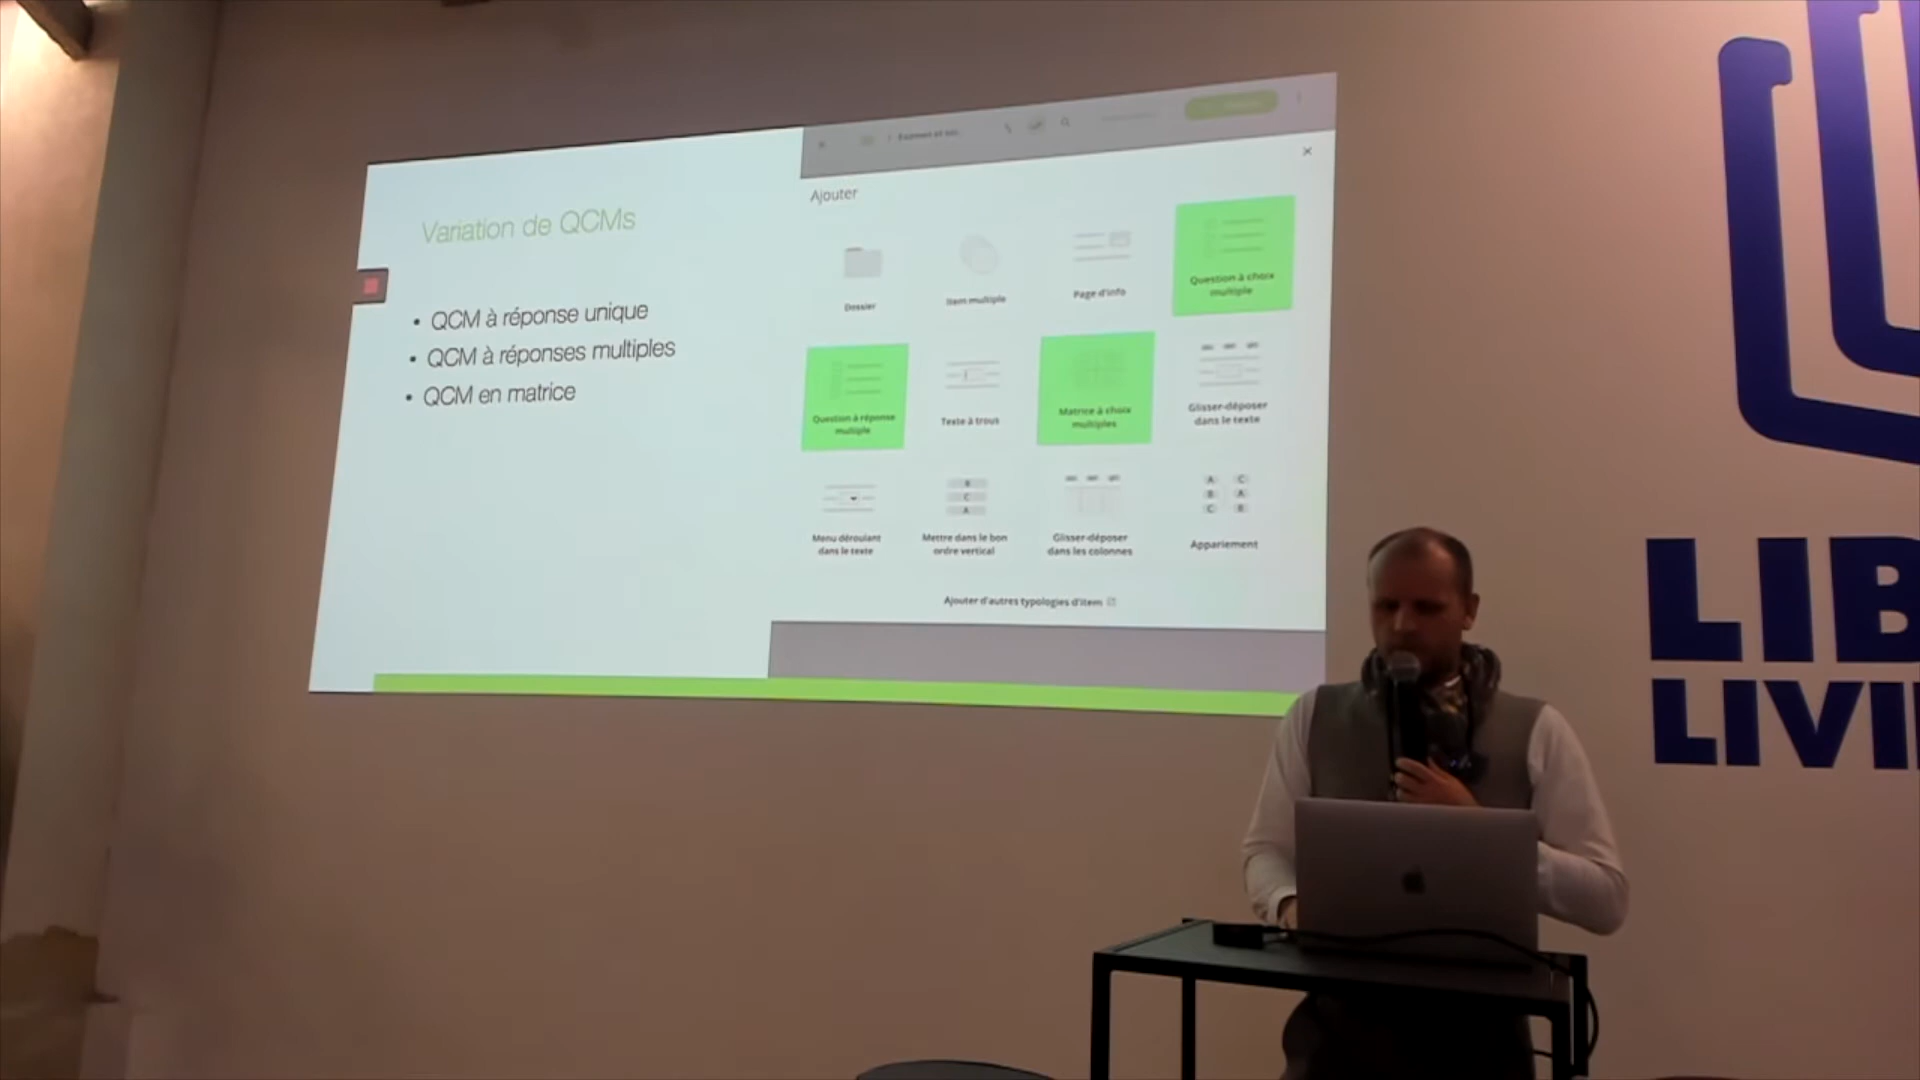 Variation de QCMs
• QCM à réponse unique
• QCM à réponses multiples
• QCM en matrice
Ajouter
Dossier
Item multiple
Page d'info
Question à choix
multiple
Question à réponse
multiple
Texte à trous
Matrice à choix
multiples
Glisser-déposer
dans le texte
B
C
A
A C
B A
C B
Menu déroulant
dans le texte
Mettre dans le bon
ordre vertical
Glisser-déposer
dans les colonnes
Appariement
Ajouter d'autres typologies d'item
LIB
LIVI